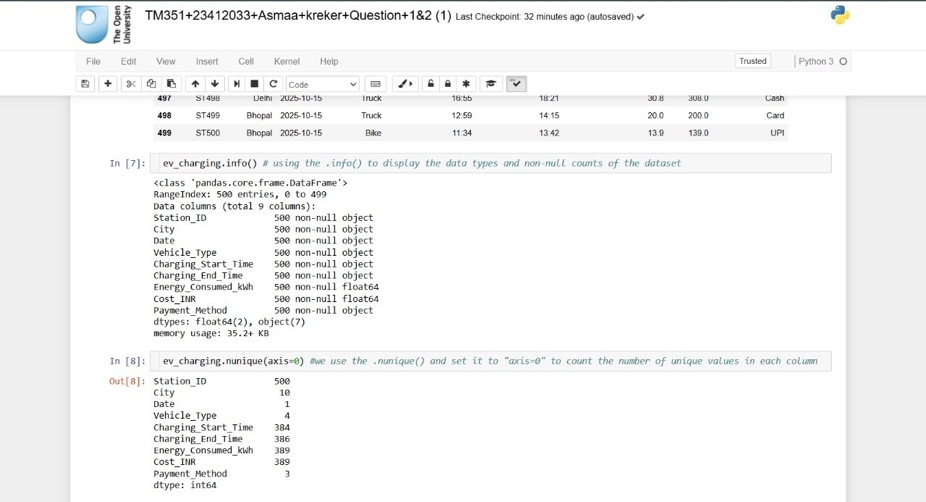 The Open
University
TM351+23412033+Asmaa+kreker+Question+1&2 (1) Last Checkpoint: 32 minutes ago (autosaved)
File Edit View Insert Cell Kernel Help Trusted Python 3
Code
497 ST498 Delhi 2025-10-15 Truck 16:55 18:21 30.8 308.0 Cash
498 ST499 Bhopal 2025-10-15 Truck 12:59 14:15 20.0 200.0 Card
499 ST500 Bhopal 2025-10-15 Bike 11:34 13:42 13.9 139.0 UPI
In [7]: ev_charging.info() # using the .info() to display the data types and non-null counts of the dataset
<class 'pandas.core.frame.DataFrame'>
RangeIndex: 500 entries, 0 to 499
Data columns (total 9 columns):
Station_ID 500 non-null object
City 500 non-null object
Date 500 non-null object
Vehicle_Type 500 non-null object
Charging_Start_Time 500 non-null object
Charging_End_Time 500 non-null object
Energy_Consumed_kWh 500 non-null float64
Cost_INR 500 non-null float64
Payment_Method 500 non-null object
dtypes: float64(2), object(7)
memory usage: 35.2+ KB
In [8]: ev_charging.nunique(axis=0) #we use the .nunique() and set it to "axis=0" to count the number of unique values in each column
Out[8]: Station_ID 500
City 10
Date 1
Vehicle_Type 4
Charging_Start_Time 384
Charging_End_Time 386
Energy_Consumed_kWh 389
Cost_INR 389
Payment_Method 3
dtype: int64